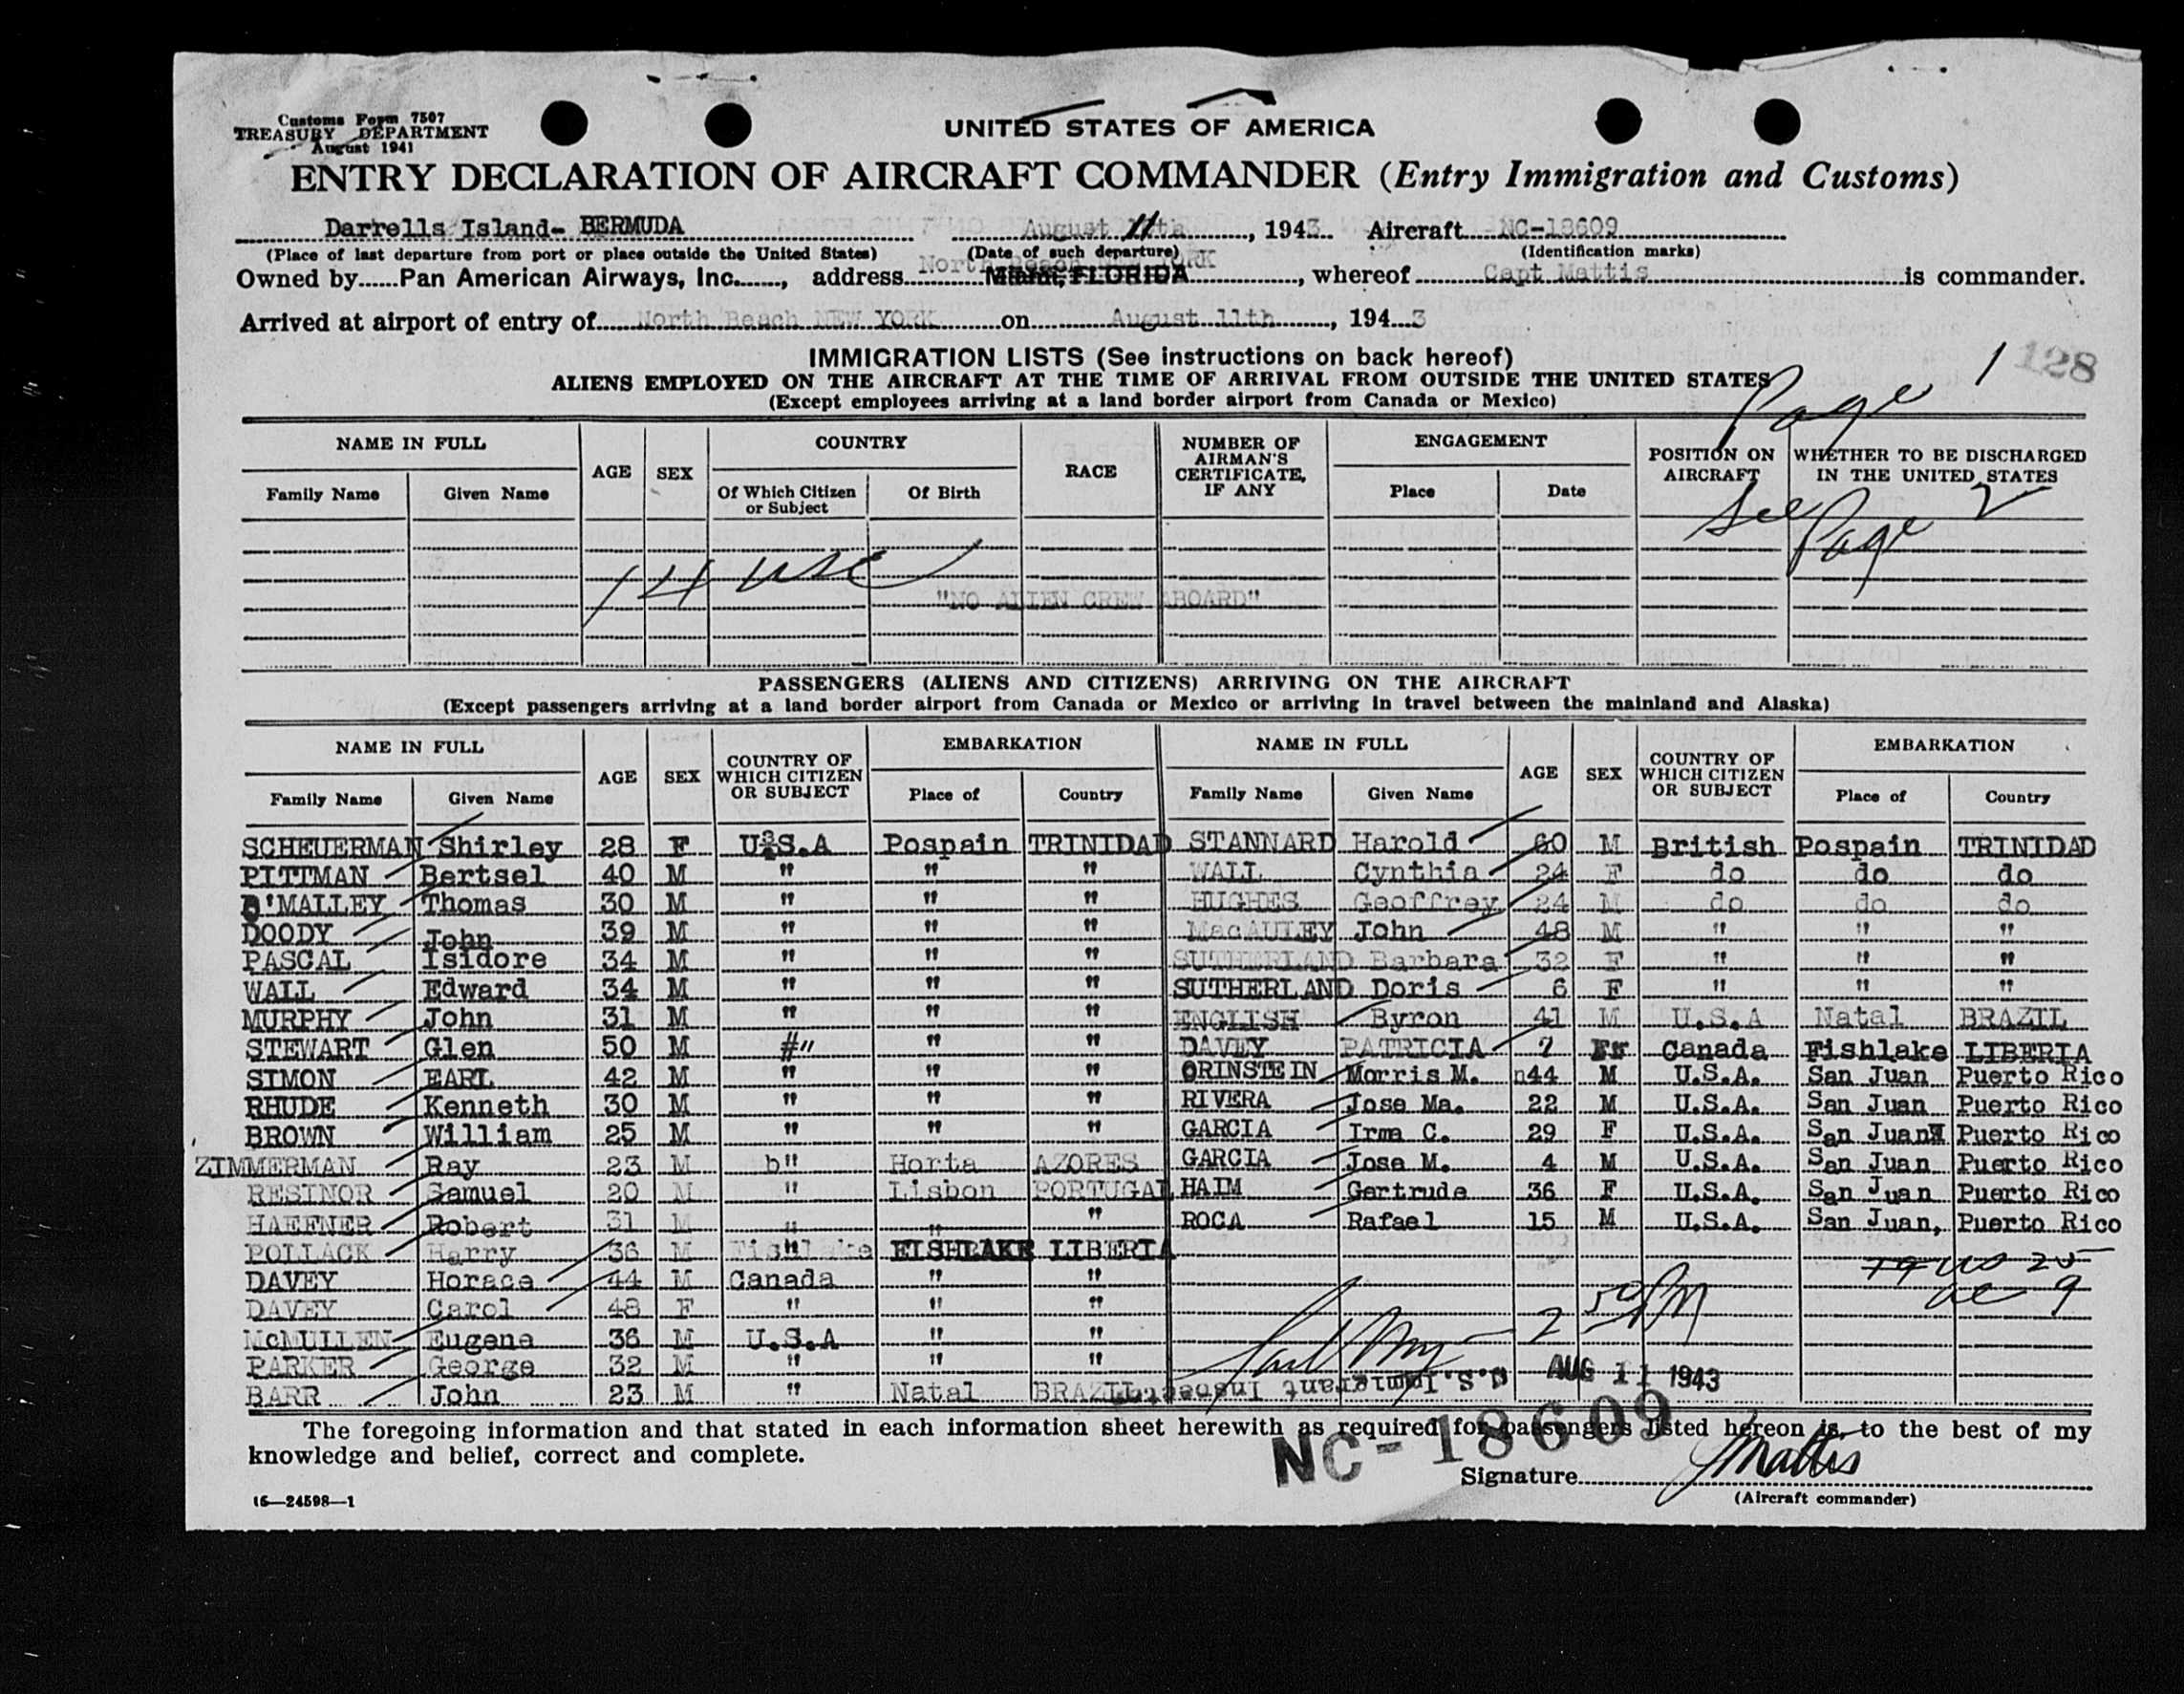 Customs Form 7507
TREASURY DEPARTMENT
August 1941
UNITED STATES OF AMERICA
ENTRY DECLARATION OF AIRCRAFT COMMANDER (Entry Immigration and Customs)
Darrells Island- BERMUDA August 11, 1943 Aircraft NC-18609
(Place of last departure from port or place outside the United States) (Date of such departure) (Identification marks)
North Beach NEW YORK
Owned by Pan American Airways, Inc., address Miami, FLORIDA, whereof Capt Mattis is commander.
Arrived at airport of entry of North Beach NEW YORK on August 11th, 1943
IMMIGRATION LISTS (See instructions on back hereof)
Page 1 128
ALIENS EMPLOYED ON THE AIRCRAFT AT THE TIME OF ARRIVAL FROM OUTSIDE THE UNITED STATES
(Except employees arriving at a land border airport from Canada or Mexico)
NAME IN FULL AGE SEX COUNTRY RACE NUMBER OF AIRMAN'S CERTIFICATE, IF ANY ENGAGEMENT POSITION ON AIRCRAFT WHETHER TO BE DISCHARGED IN THE UNITED STATES
Family Name Given Name Of Which Citizen or Subject Of Birth Place Date
See Page 2
14 USC
"NO ALIEN CREW ABOARD"
PASSENGERS (ALIENS AND CITIZENS) ARRIVING ON THE AIRCRAFT
(Except passengers arriving at a land border airport from Canada or Mexico or arriving in travel between the mainland and Alaska)
NAME IN FULL AGE SEX COUNTRY OF WHICH CITIZEN OR SUBJECT EMBARKATION NAME IN FULL AGE SEX COUNTRY OF WHICH CITIZEN OR SUBJECT EMBARKATION
Family Name Given Name Place of Country Family Name Given Name Place of Country
SCHEUERMAN Shirley 28 F U.S.A Pospain TRINIDAD STANNARD Harold 60 M British Pospain TRINIDAD
PITTMAN Bertsel 40 M " " " WALL Cynthia 24 F do do do
O'MALLEY Thomas 30 M " " " HUGHES Geoffrey 24 M do do do
DOODY John 39 M " " " MacAULEY John 48 M " " "
PASCAL Isidore 34 M " " " SUTHERLAND Barbara 32 F " " "
WALL Edward 34 M " " " SUTHERLAND Doris 6 F " " "
MURPHY John 31 M " " " ENGLISH Byron 41 M U.S.A Natal BRAZIL
STEWART Glen 50 M #" " " DAVEY PATRICIA 7 F Canada Fishlake LIBERIA
SIMON EARL 42 M " " " ORINSTEIN Morris M. n44 M U.S.A. San Juan Puerto Rico
RHUDE Kenneth 30 M " " " RIVERA Jose Ma. 22 M U.S.A. San Juan Puerto Rico
BROWN William 25 M " " " GARCIA Irma C. 29 F U.S.A. San Juan Puerto Rico
ZIMMERMAN Ray 23 M b" Horta AZORES GARCIA Jose M. 4 M U.S.A. San Juan Puerto Rico
RESINOR Samuel 20 M " Lisbon PORTUGAL HAIM Gertrude 36 F U.S.A. San Juan Puerto Rico
HAEFNER Robert 31 M " " " ROCA Rafael 15 M U.S.A. San Juan, Puerto Rico
POLLACK Harry 36 M Fishlake " FISHLAKE LIBERIA
DAVEY Horace 44 M Canada " "
DAVEY Carol 48 F " " "
McMULLEN Eugene 36 M U.S.A " "
PARKER George 32 M " " "
BARR John 23 M " Natal BRAZIL
25
9
2 50 PM
U.S. Immigrant Inspector AUG 11 1943
The foregoing information and that stated in each information sheet herewith as required for passengers listed hereon is, to the best of my
knowledge and belief, correct and complete.
NC-18609
Signature Mattis
(Aircraft commander)
16—24598—1